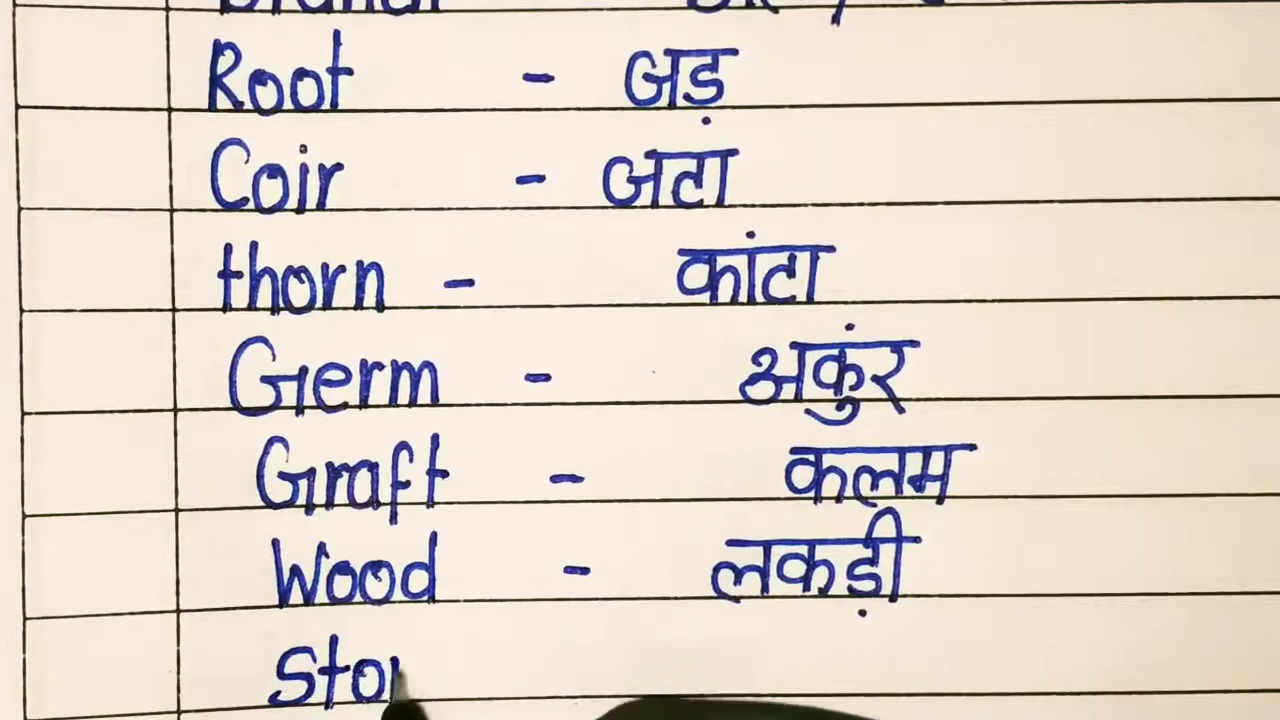 Root - जड़
Coir - जटा
thorn - कांटा
Germ - अकुंर
Graft - कलम
Wood - लकड़ी